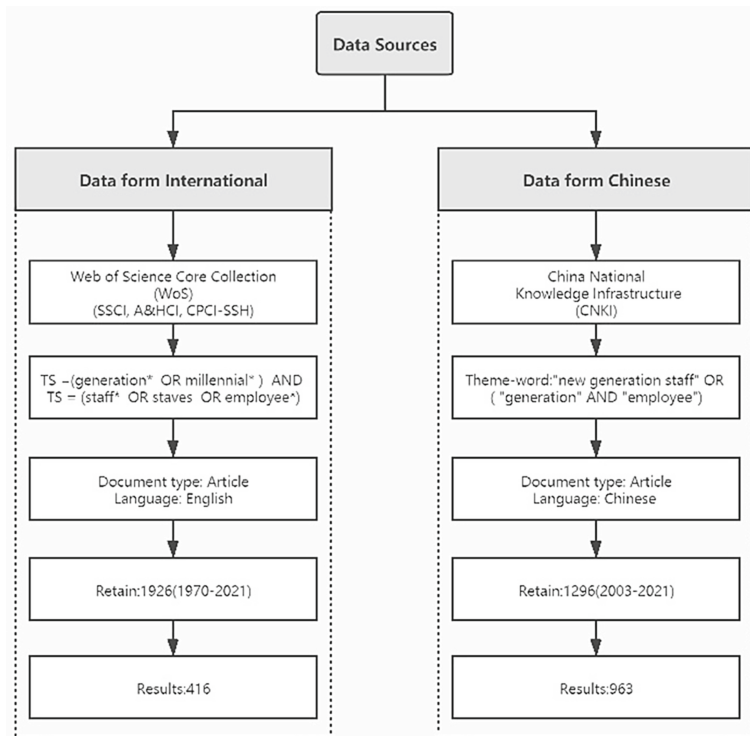 Data Sources
Data form International
Web of Science Core Collection
(WoS)
(SSCI, A&HCI, CPCI-SSH)
TS –(generation* OR millennial* ) AND
TS = (staff* OR staves OR employee*)
Document type: Article
Language: English
Retain:1926(1970-2021)
Results:416
Data form Chinese
China National
Knowledge Infrastructure
(CNKI)
Theme-word:"new generation staff" OR
( "generation" AND "employee")
Document type: Article
Language: Chinese
Retain:1296(2003-2021)
Results:963